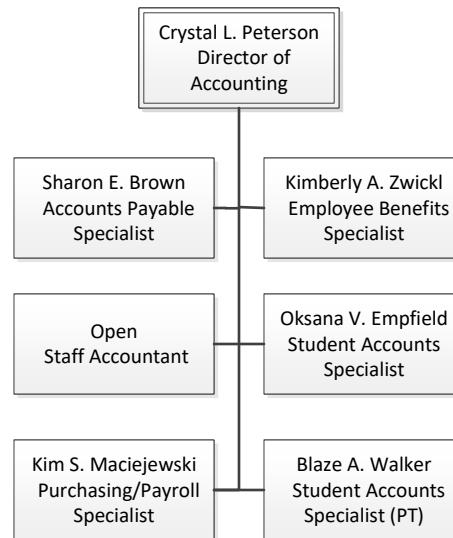 Crystal L. Peterson
Director of
Accounting
Sharon E. Brown
Accounts Payable
Specialist
Kimberly A. Zwickl
Employee Benefits
Specialist
Open
Staff Accountant
Oksana V. Empfield
Student Accounts
Specialist
Kim S. Maciejewski
Purchasing/Payroll
Specialist
Blaze A. Walker
Student Accounts
Specialist (PT)